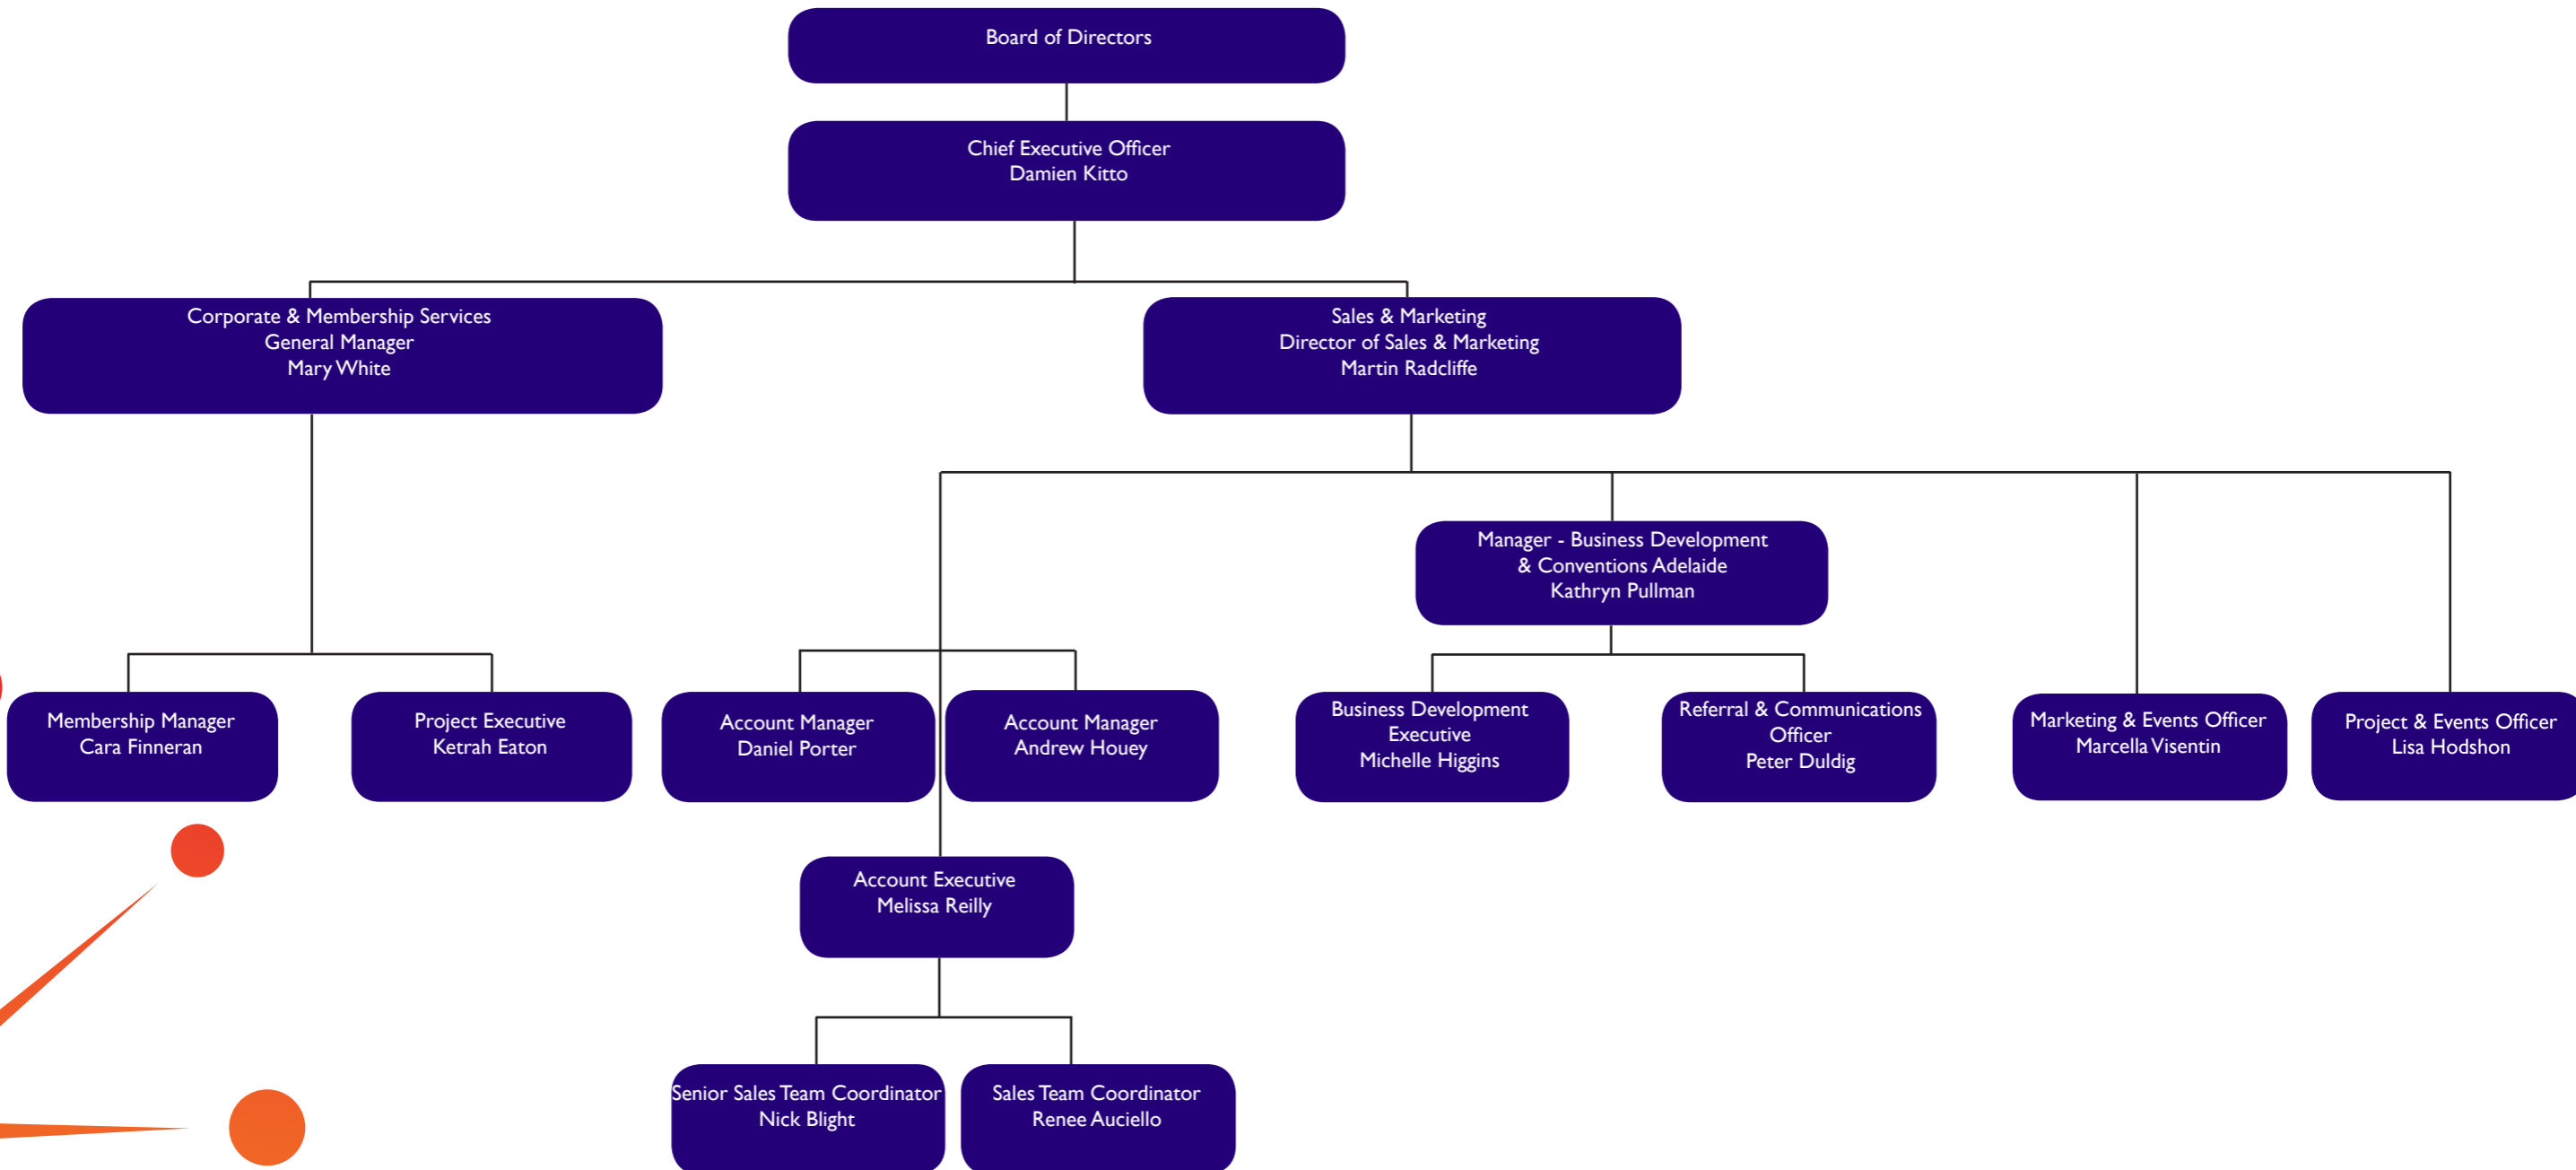 Board of Directors
Chief Executive Officer
Damien Kitto
Corporate & Membership Services
General Manager
Mary White
Sales & Marketing
Director of Sales & Marketing
Martin Radcliffe
Manager - Business Development
& Conventions Adelaide
Kathryn Pullman
Membership Manager
Cara Finneran
Project Executive
Ketrah Eaton
Account Manager
Daniel Porter
Account Manager
Andrew Houey
Business Development
Executive
Michelle Higgins
Referral & Communications
Officer
Peter Duldig
Marketing & Events Officer
Marcella Visentin
Project & Events Officer
Lisa Hodshon
Account Executive
Melissa Reilly
Senior Sales Team Coordinator
Nick Blight
Sales Team Coordinator
Renee Auciello